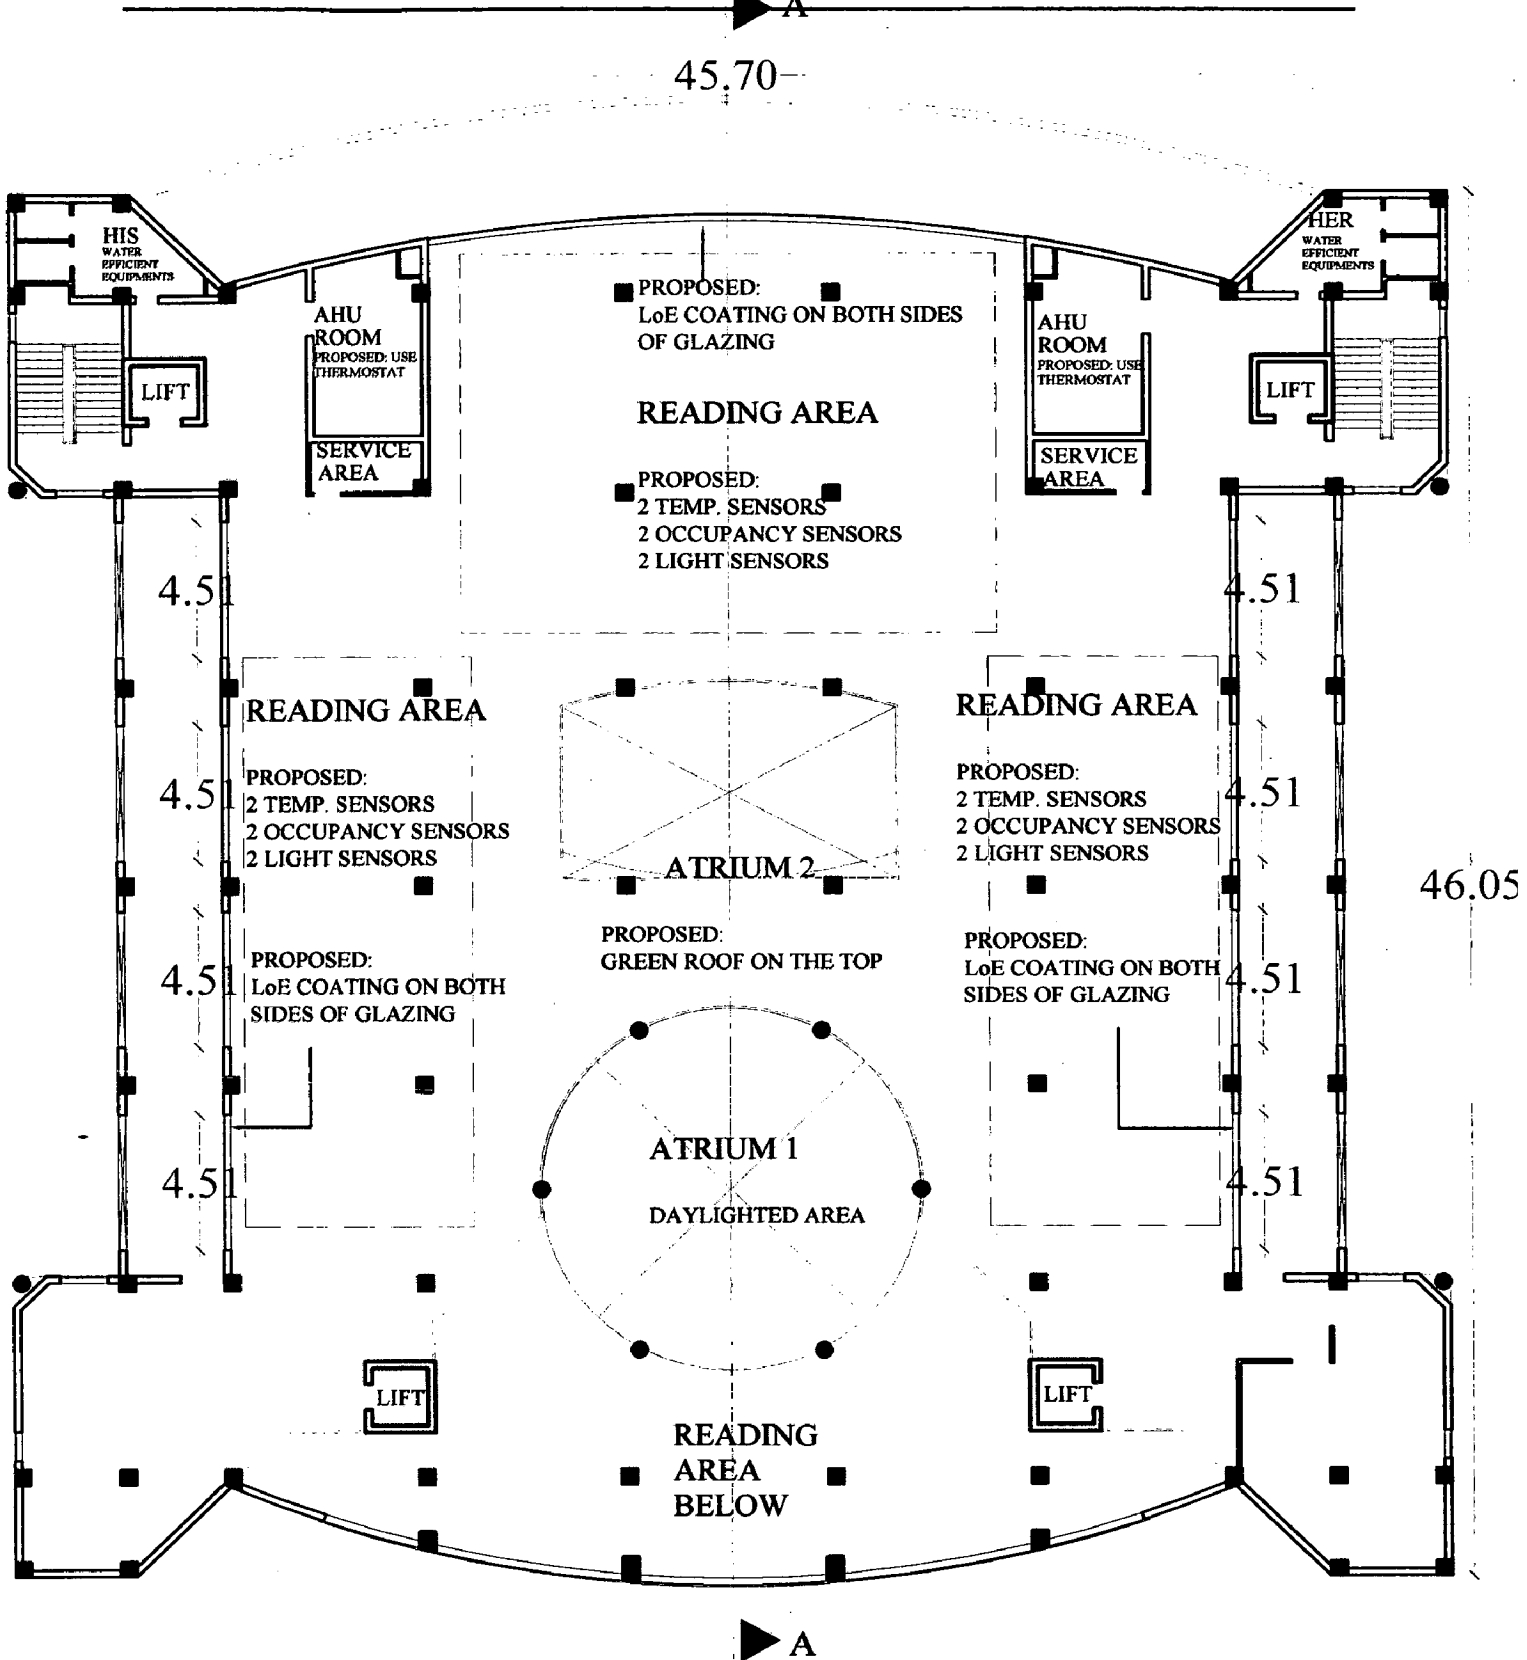 A
45.70
HIS
WATER
EFFICIENT
EQUIPMENTS
HER
WATER
EFFICIENT
EQUIPMENTS
AHU
ROOM
PROPOSED: USE
THERMOSTAT
LIFT
SERVICE
AREA
PROPOSED:
LoE COATING ON BOTH SIDES
OF GLAZING
READING AREA
PROPOSED:
2 TEMP. SENSORS
2 OCCUPANCY SENSORS
2 LIGHT SENSORS
AHU
ROOM
PROPOSED: USE
THERMOSTAT
LIFT
SERVICE
AREA
4.51
4.51
READING AREA
PROPOSED:
2 TEMP. SENSORS
2 OCCUPANCY SENSORS
2 LIGHT SENSORS
4.51
READING AREA
PROPOSED:
2 TEMP. SENSORS
2 OCCUPANCY SENSORS
2 LIGHT SENSORS
4.51
ATRIUM 2
46.05
PROPOSED:
GREEN ROOF ON THE TOP
PROPOSED:
LoE COATING ON BOTH
SIDES OF GLAZING
4.51
PROPOSED:
LoE COATING ON BOTH
SIDES OF GLAZING
4.51
ATRIUM 1
DAYLIGHTED AREA
4.51
4.51
LIFT
LIFT
READING
AREA
BELOW
A